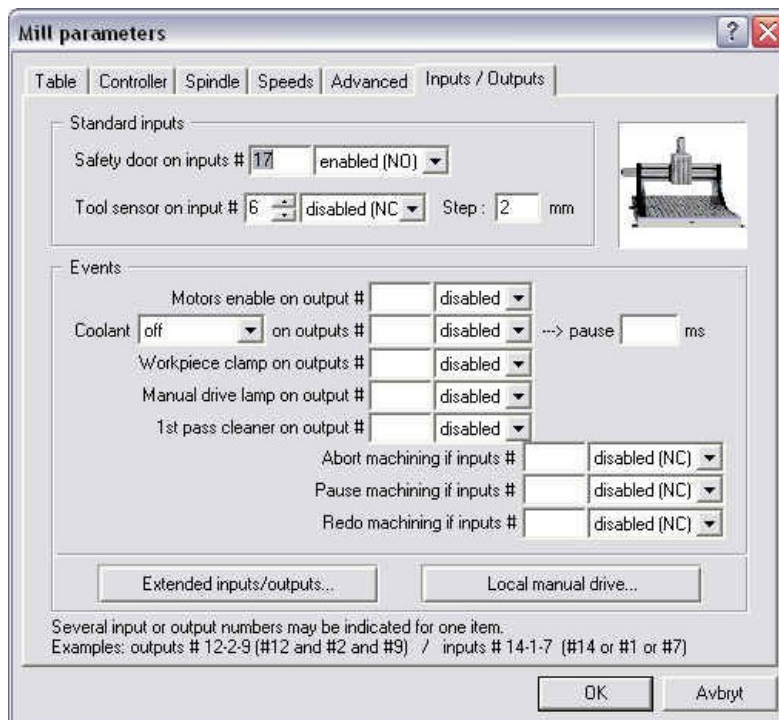 Mill parameters
Table Controller Spindle Speeds Advanced Inputs / Outputs
Standard inputs
Safety door on inputs # 17 enabled (NO)
Tool sensor on input # 6 disabled (NC Step : 2 mm
Events
Motors enable on output # disabled
Coolant off on outputs # disabled ---> pause ms
Workpiece clamp on outputs # disabled
Manual drive lamp on output # disabled
1st pass cleaner on output # disabled
Abort machining if inputs # disabled (NC)
Pause machining if inputs # disabled (NC)
Redo machining if inputs # disabled (NC)
Extended inputs/outputs... Local manual drive...
Several input or output numbers may be indicated for one item.
Examples: outputs # 12-2-9 (#12 and #2 and #9) / inputs # 14-1-7 (#14 or #1 or #7)
OK Avbryt